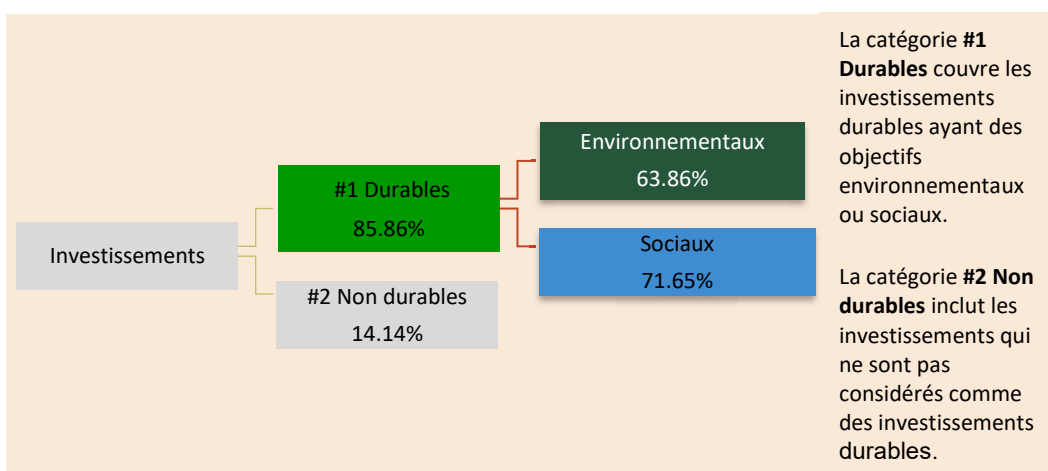 Investissements
#1 Durables
85.86%
#2 Non durables
14.14%
Environnementaux
63.86%
Sociaux
71.65%
La catégorie #1
Durables couvre les
investissements
durables ayant des
objectifs
environnementaux
ou sociaux.
La catégorie #2 Non
durables inclut les
investissements qui
ne sont pas
considérés comme
des investissements
durables.